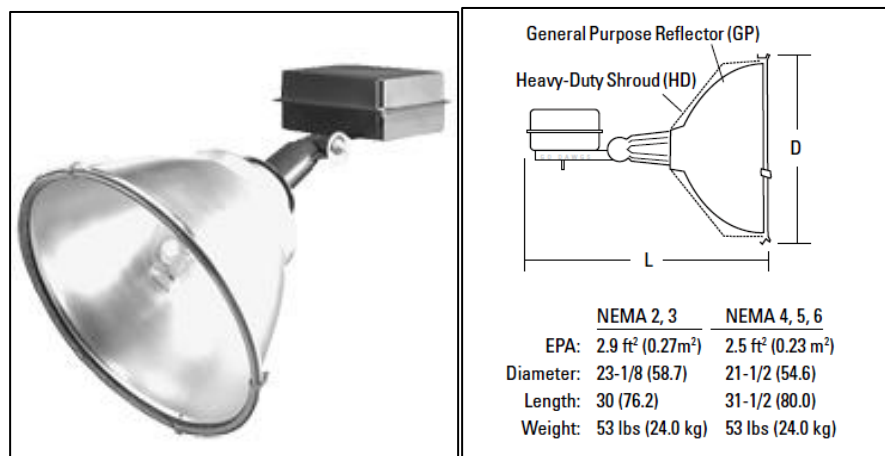 General Purpose Reflector (GP)
Heavy-Duty Shroud (HD)
D
L
NEMA 2, 3 NEMA 4, 5, 6
EPA: 2.9 ft² (0.27m²) 2.5 ft² (0.23 m²)
Diameter: 23-1/8 (58.7) 21-1/2 (54.6)
Length: 30 (76.2) 31-1/2 (80.0)
Weight: 53 lbs (24.0 kg) 53 lbs (24.0 kg)